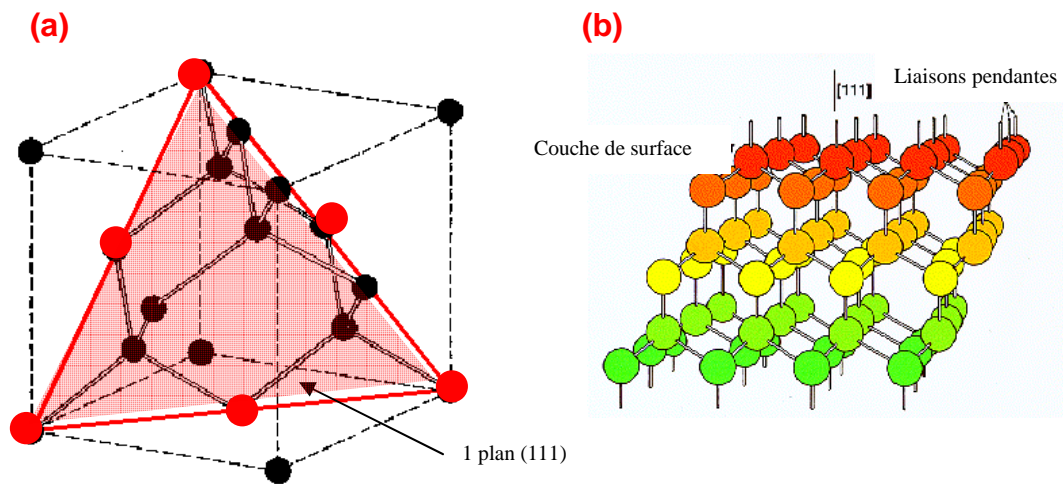 (a)
(b)
[111]
Liaisons pendantes
Couche de surface
1 plan (111)